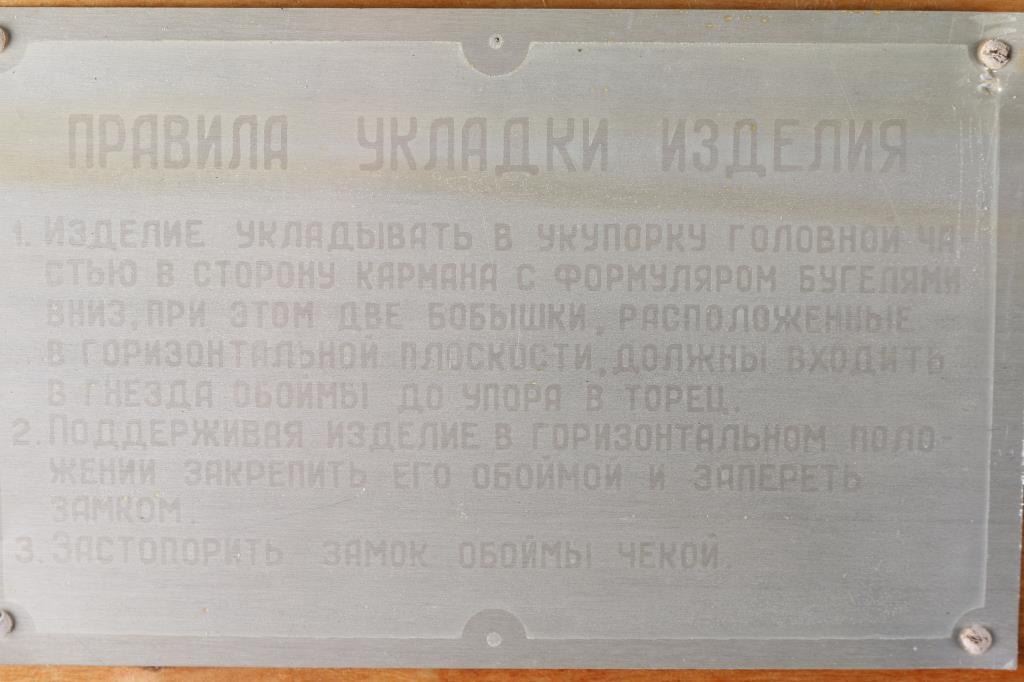 ПРАВИЛА УКЛАДКИ ИЗДЕЛИЯ
1. ИЗДЕЛИЕ УКЛАДЫВАТЬ В УКУПОРКУ ГОЛОВНОЙ ЧА-
СТЬЮ В СТОРОНУ КАРМАНА С ФОРМУЛЯРОМ БУГЕЛЯМИ
ВНИЗ, ПРИ ЭТОМ ДВЕ БОБЫШКИ, РАСПОЛОЖЕННЫЕ
В ГОРИЗОНТАЛЬНОЙ ПЛОСКОСТИ, ДОЛЖНЫ ВХОДИТЬ
В ГНЕЗДА ОБОЙМЫ ДО УПОРА В ТОРЕЦ.
2. ПОДДЕРЖИВАЯ ИЗДЕЛИЕ В ГОРИЗОНТАЛЬНОМ ПОЛО-
ЖЕНИИ ЗАКРЕПИТЬ ЕГО ОБОЙМОЙ И ЗАПЕРЕТЬ
ЗАМКОМ.
3. ЗАСТОПОРИТЬ ЗАМОК ОБОЙМЫ ЧЕКОЙ.